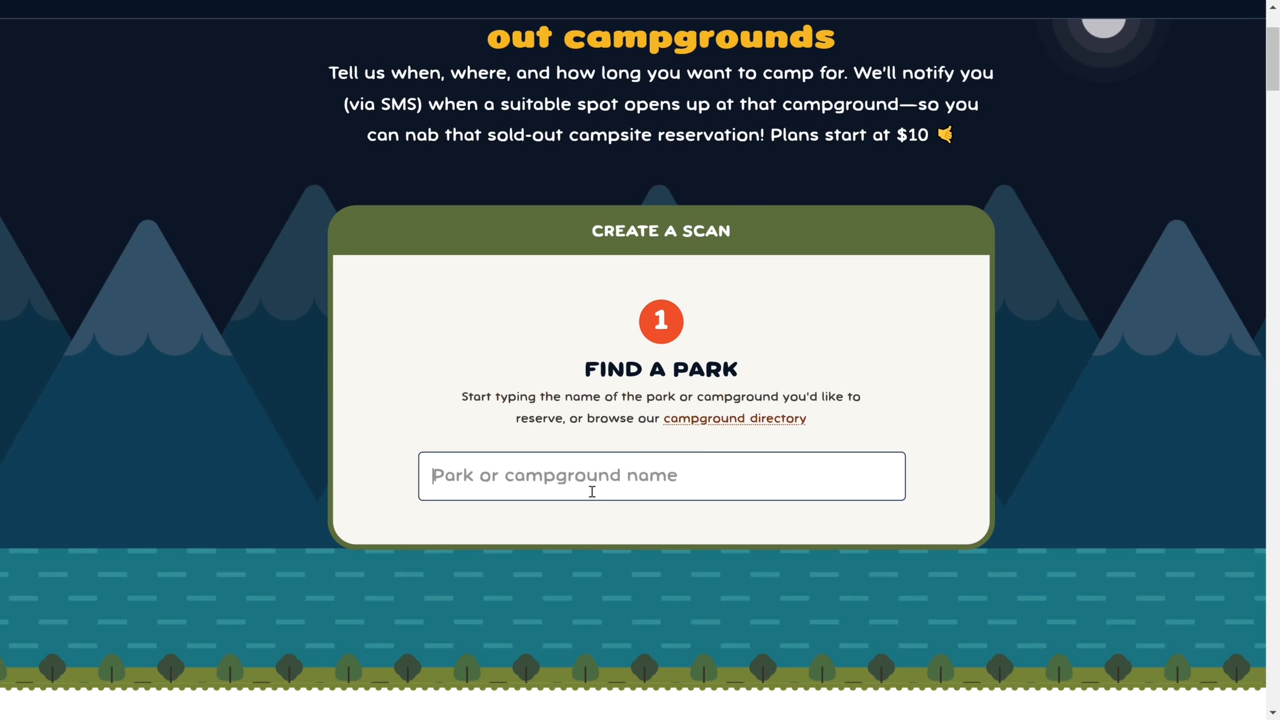 out campgrounds
Tell us when, where, and how long you want to camp for. We'll notify you
(via SMS) when a suitable spot opens up at that campground—so you
can nab that sold-out campsite reservation! Plans start at $10 🤙
CREATE A SCAN
1
FIND A PARK
Start typing the name of the park or campground you'd like to
reserve, or browse our campground directory
Park or campground name